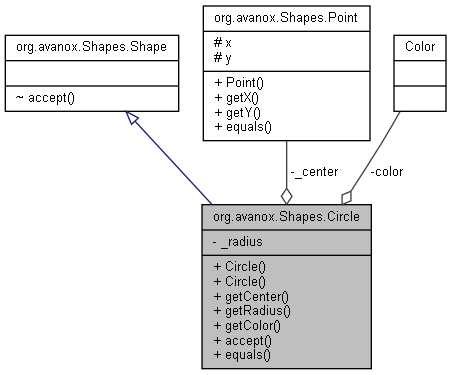 org.avanox.Shapes.Shape
~ accept()
org.avanox.Shapes.Point
# x
# y
+ Point()
+ getX()
+ getY()
+ equals()
Color
-_center
-color
org.avanox.Shapes.Circle
- _radius
+ Circle()
+ Circle()
+ getCenter()
+ getRadius()
+ getColor()
+ accept()
+ equals()